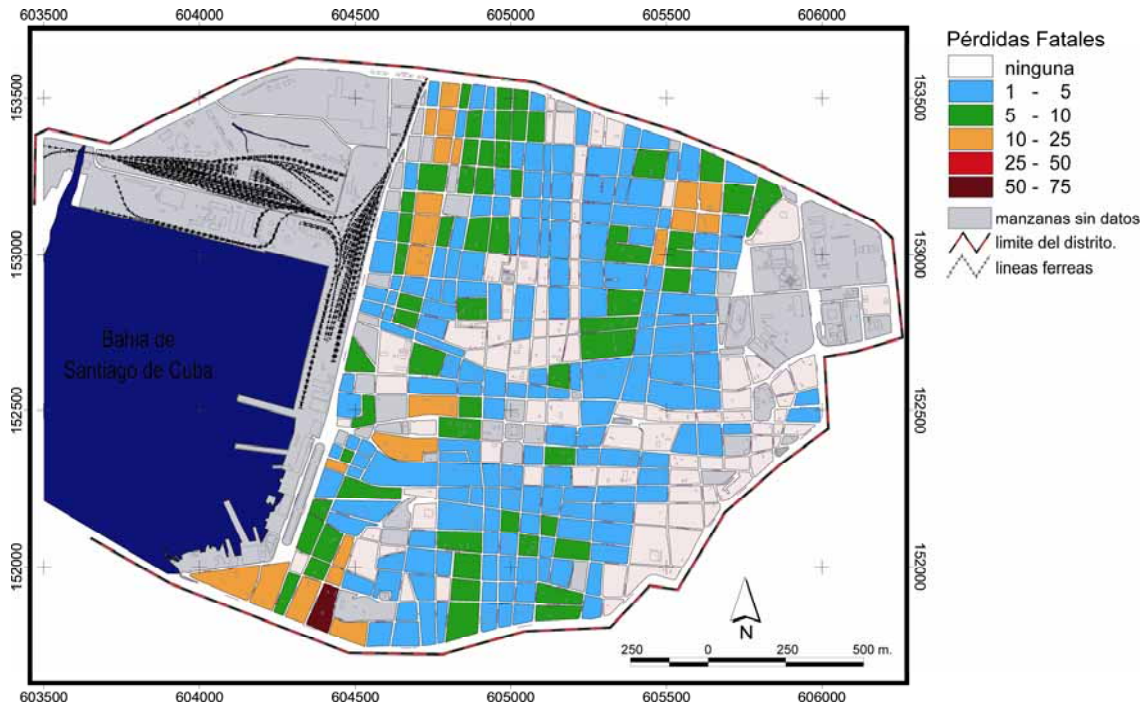 603500 604000 604500 605000 605500 606000
153500
153000
152500
152000
Bahia de
Santiago de Cuba
N
250 0 250 500 m.
153500
153000
152500
152000
603500 604000 604500 605000 605500 606000
Pérdidas Fatales
ninguna
1 - 5
5 - 10
10 - 25
25 - 50
50 - 75
manzanas sin datos
limite del distrito.
lineas ferreas